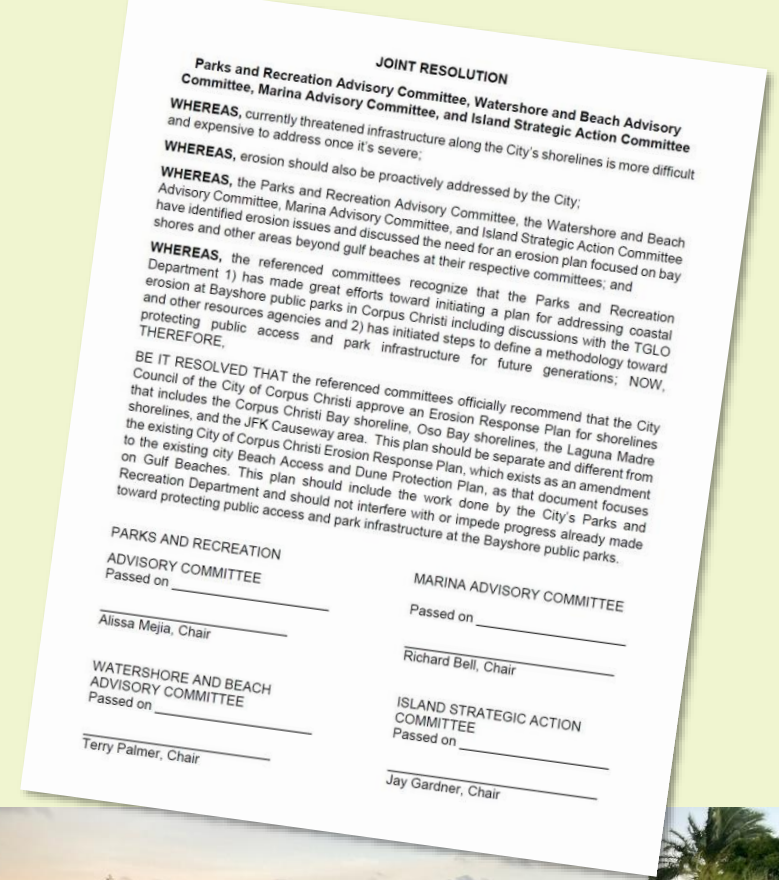 JOINT RESOLUTION
Parks and Recreation Advisory Committee, Watershore and Beach Advisory
Committee, Marina Advisory Committee, and Island Strategic Action Committee
WHEREAS, currently threatened infrastructure along the City's shorelines is more difficult
and expensive to address once it's severe;
WHEREAS, erosion should also be proactively addressed by the City;
WHEREAS, the Parks and Recreation Advisory Committee, the Watershore and Beach
Advisory Committee, Marina Advisory Committee, and Island Strategic Action Committee
have identified erosion issues and discussed the need for an erosion plan focused on bay
shores and other areas beyond gulf beaches at their respective committees; and
WHEREAS, the referenced committees recognize that the Parks and Recreation
Department 1) has made great efforts toward initiating a plan for addressing coastal
erosion at Bayshore public parks in Corpus Christi including discussions with the TGLO
and other resources agencies and 2) has initiated steps to define a methodology toward
protecting public access and park infrastructure for future generations; NOW,
THEREFORE,
BE IT RESOLVED THAT the referenced committees officially recommend that the City
Council of the City of Corpus Christi approve an Erosion Response Plan for shorelines
that includes the Corpus Christi Bay shoreline, Oso Bay shorelines, the Laguna Madre
shorelines, and the JFK Causeway area. This plan should be separate and different from
the existing City of Corpus Christi Erosion Response Plan, which exists as an amendment
to the existing city Beach Access and Dune Protection Plan, as that document focuses
on Gulf Beaches. This plan should include the work done by the City's Parks and
Recreation Department and should not interfere with or impede progress already made
toward protecting public access and park infrastructure at the Bayshore public parks.
PARKS AND RECREATION
ADVISORY COMMITTEE
Passed on
Alissa Mejia, Chair
MARINA ADVISORY COMMITTEE
Passed on
Richard Bell, Chair
WATERSHORE AND BEACH
ADVISORY COMMITTEE
Passed on
Terry Palmer, Chair
ISLAND STRATEGIC ACTION
COMMITTEE
Passed on
Jay Gardner, Chair